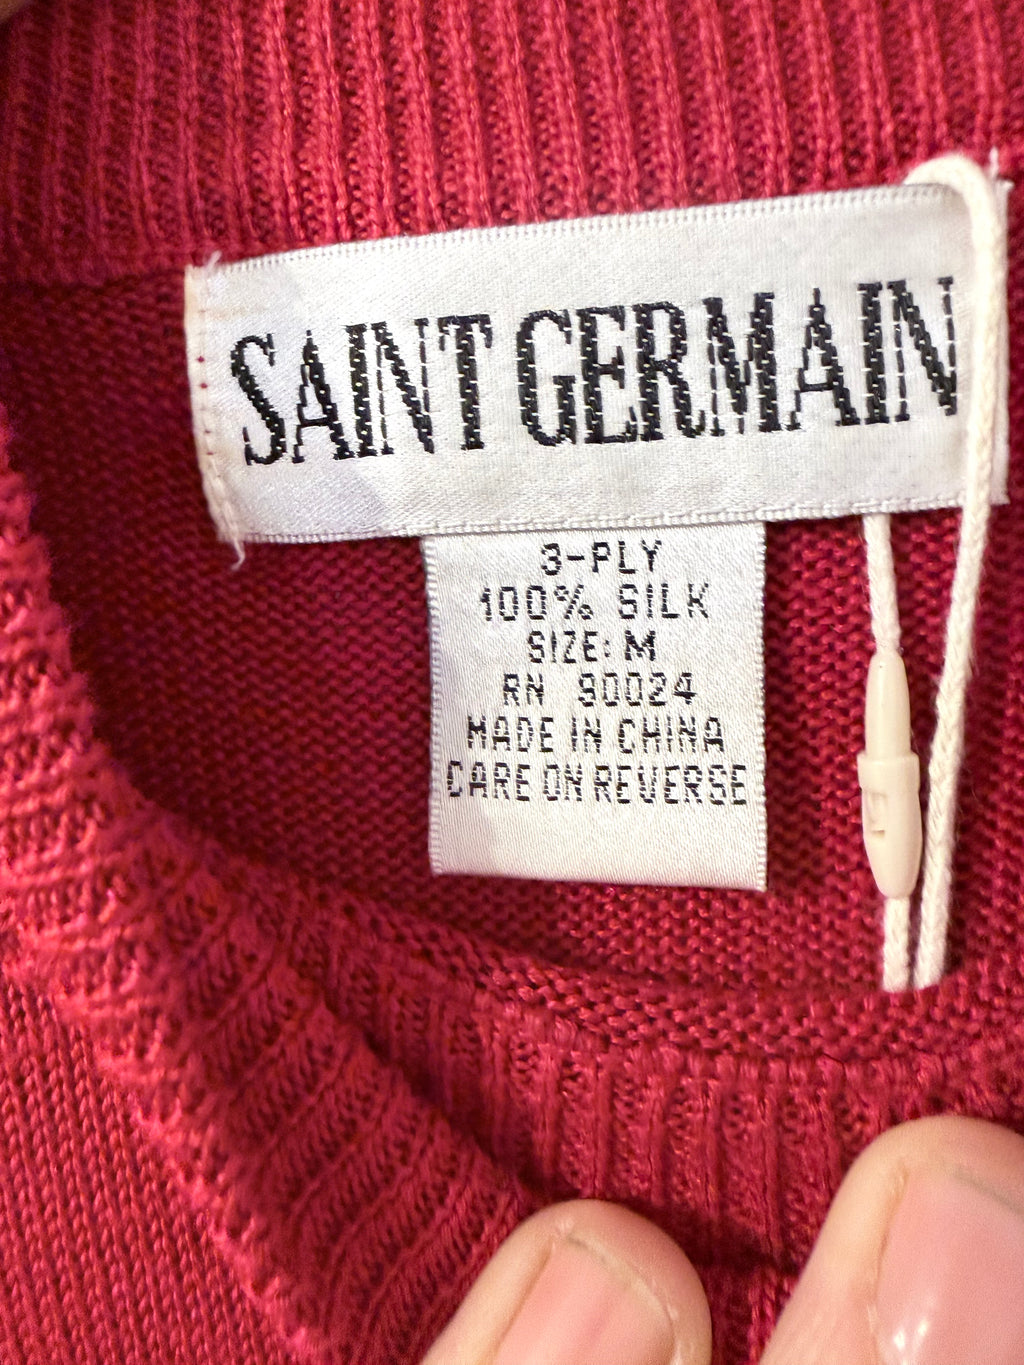 SAINT GERMAIN
3-PLY
100% SILK
SIZE: M
RN 90024
MADE IN CHINA
CARE ON REVERSE